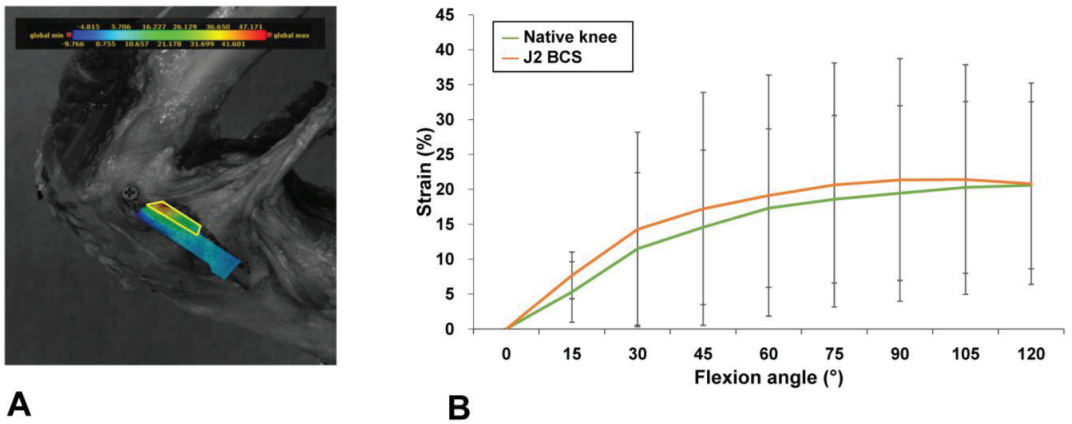 -4.815 5.706 16.227 26.129 36.650 47.171
global min global max
-9.766 0.755 10.657 21.178 31.699 41.601
A
45
40
35
30
25
20
15
10
5
0
Strain (%)
Native knee
J2 BCS
0 15 30 45 60 75 90 105 120
Flexion angle (°)
B